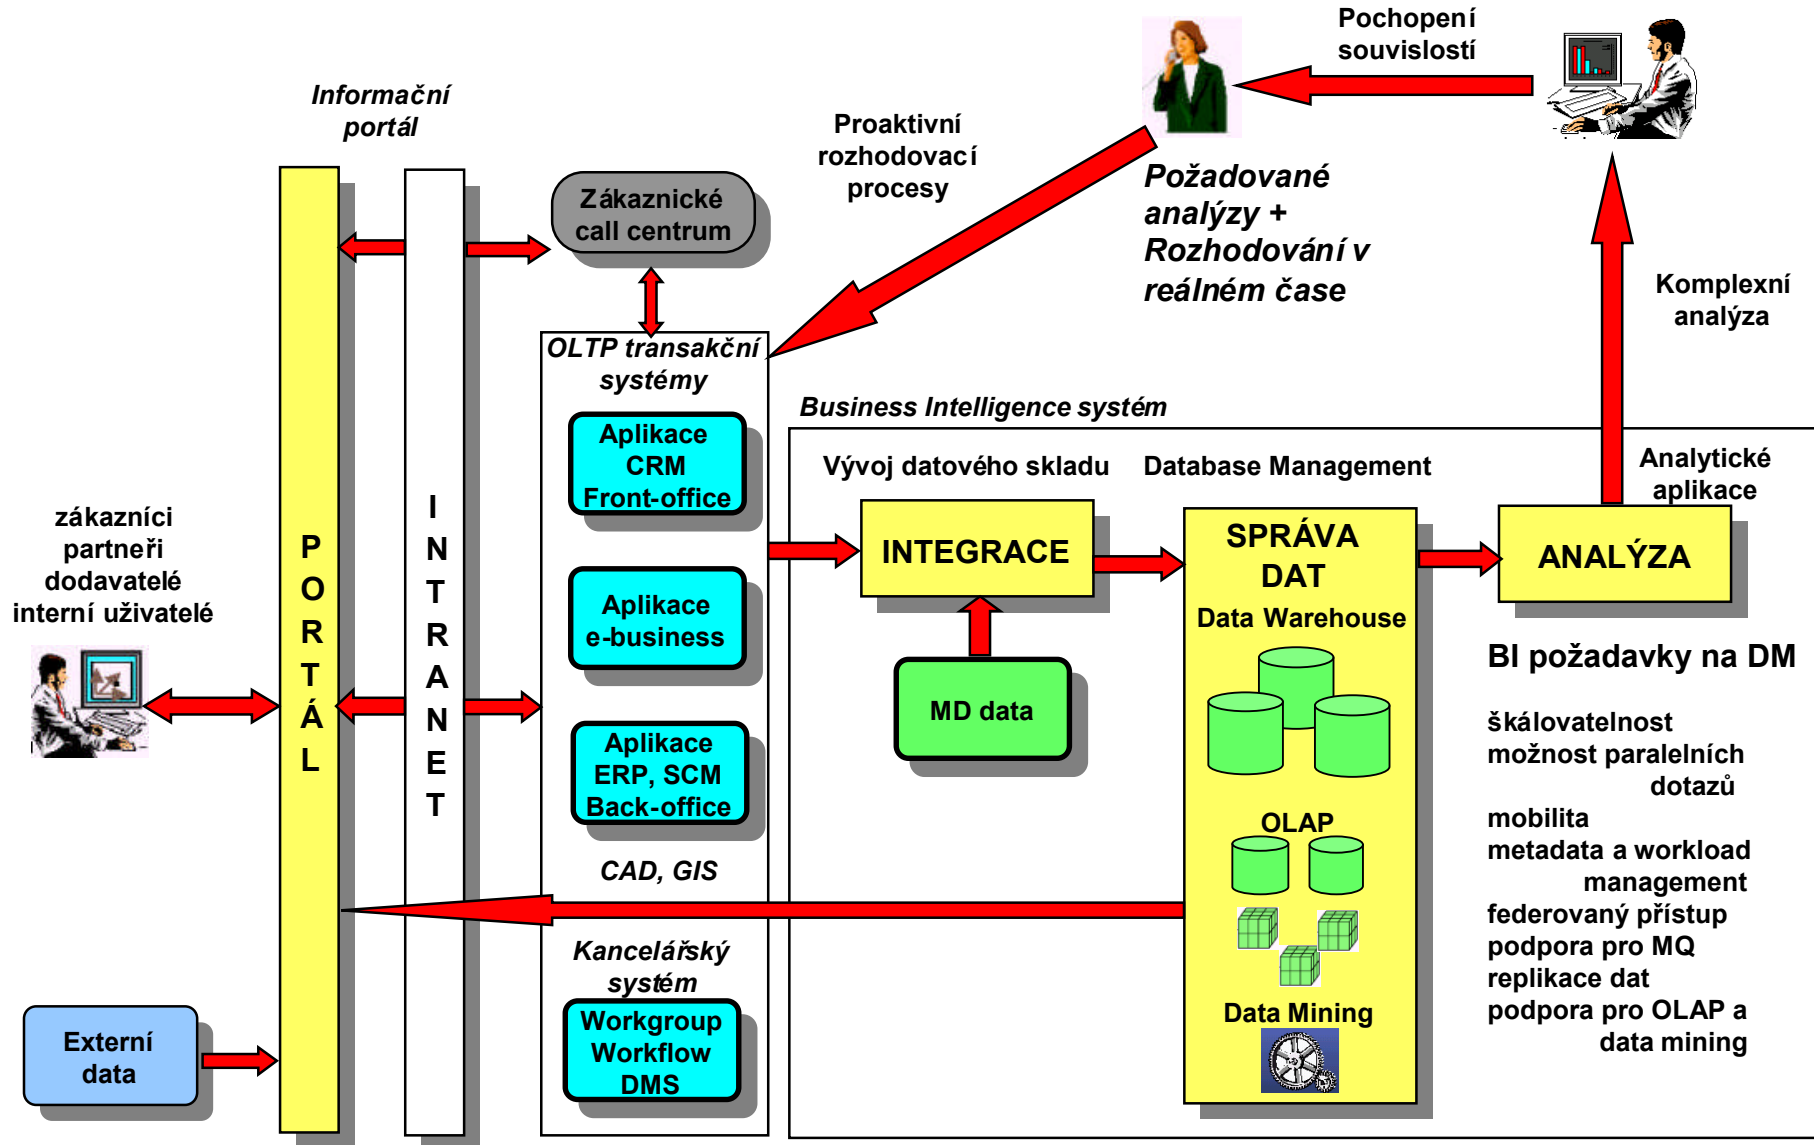 Informační
portál
P
O
R
T
Á
L
I
N
T
R
A
N
E
T
zákazníci
partneři
dodavatelé
interní uživatelé
Externí
data
Zákaznické
call centrum
OLTP transakční
systémy
Aplikace
CRM
Front-office
Aplikace
e-business
Aplikace
ERP, SCM
Back-office
CAD, GIS
Kancelářský
systém
Workgroup
Workflow
DMS
Proaktivní
rozhodovací
procesy
Požadované
analýzy +
Rozhodování v
reálném čase
Pochopení
souvislostí
Komplexní
analýza
Business Intelligence systém
Vývoj datového skladu
INTEGRACE
MD data
Database Management
SPRÁVA
DAT
Data Warehouse
OLAP
Data Mining
Analytické
aplikace
ANALÝZA
BI požadavky na DM
škálovatelnost
možnost paralelních
dotazů
mobilita
metadata a workload
management
federovaný přístup
podpora pro MQ
replikace dat
podpora pro OLAP a
data mining